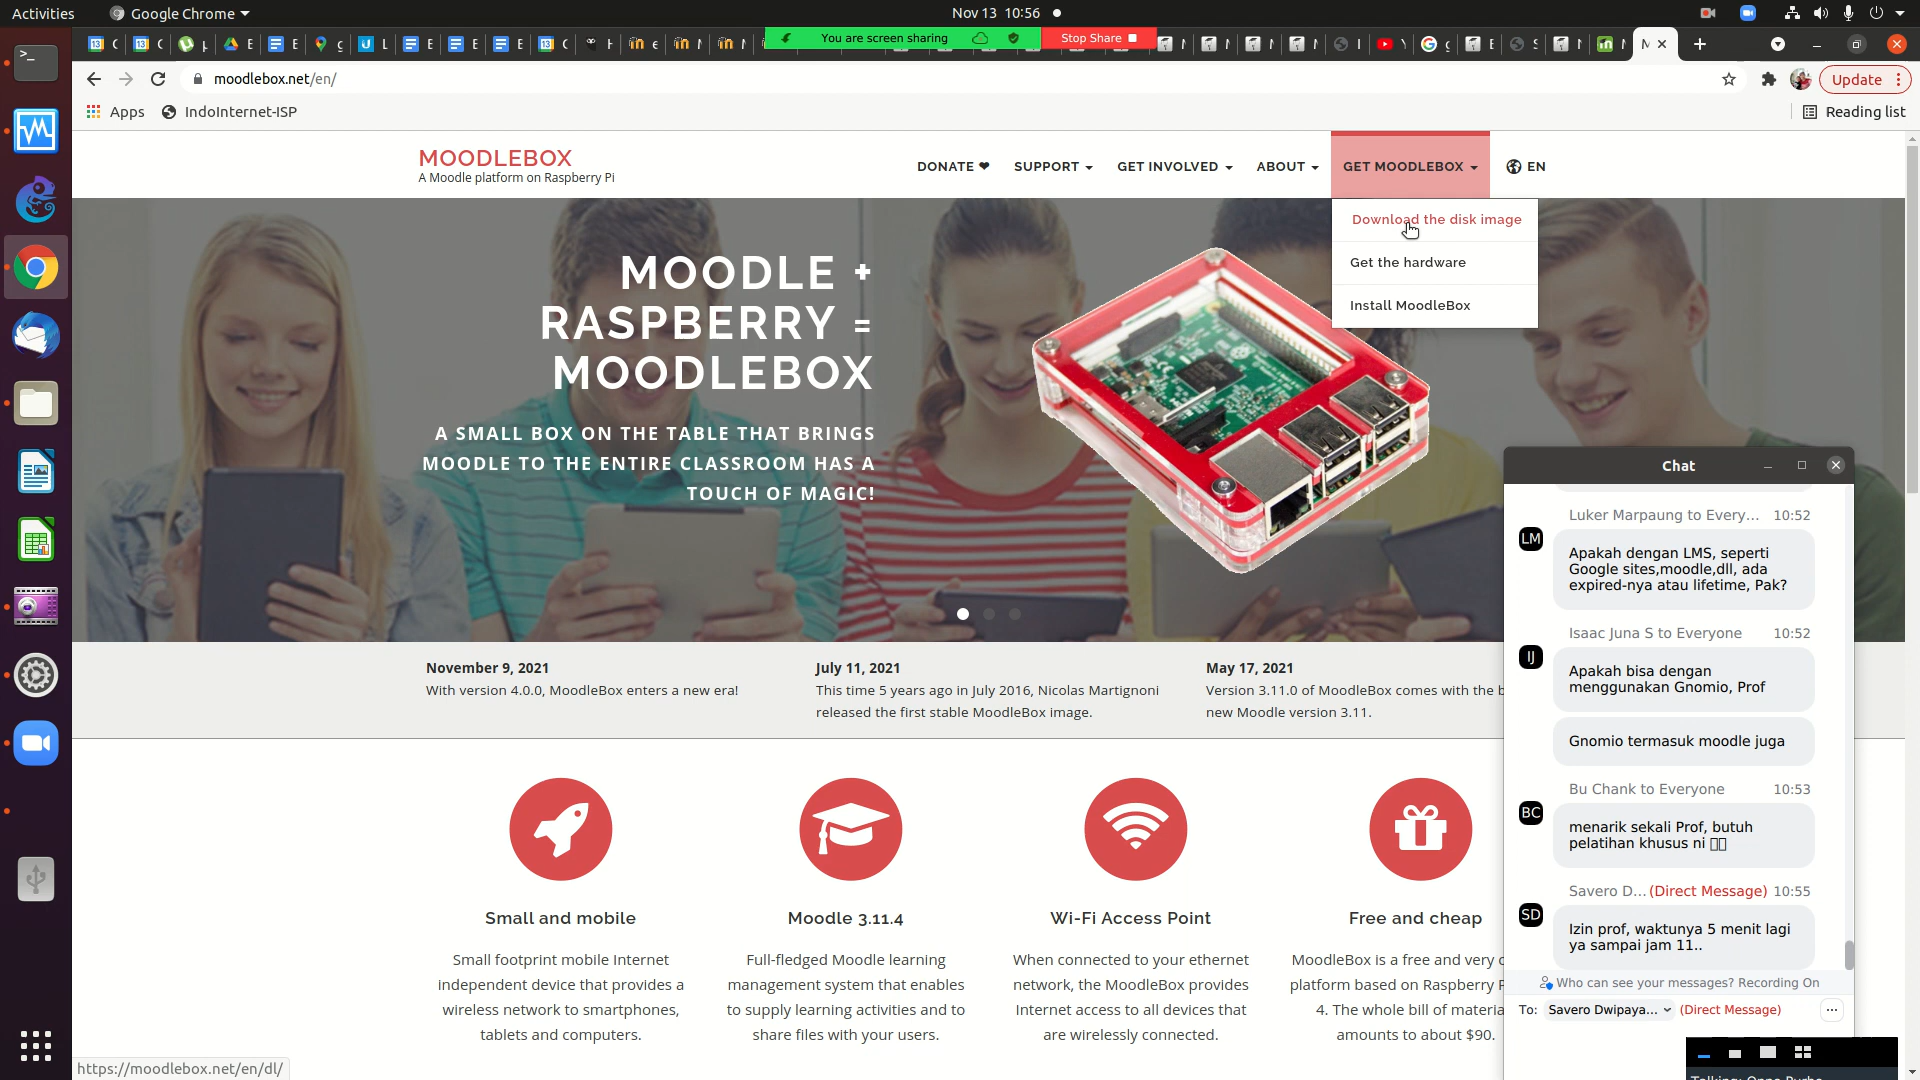 Activities
Google Chrome
Nov 13 10:56
You are screen sharing
Stop Share
moodlebox.net/en/
Update
Apps
IndoInternet-ISP
Reading list
MOODLEBOX
A Moodle platform on Raspberry Pi
DONATE ❤
SUPPORT
GET INVOLVED
ABOUT
GET MOODLEBOX
EN
Download the disk image
Get the hardware
Install MoodleBox
MOODLE +
RASPBERRY =
MOODLEBOX
A SMALL BOX ON THE TABLE THAT BRINGS
MOODLE TO THE ENTIRE CLASSROOM HAS A
TOUCH OF MAGIC!
November 9, 2021
With version 4.0.0, MoodleBox enters a new era!
July 11, 2021
This time 5 years ago in July 2016, Nicolas Martignoni
released the first stable MoodleBox image.
May 17, 2021
Version 3.11.0 of MoodleBox comes with the b
new Moodle version 3.11.
Small and mobile
Small footprint mobile Internet
independent device that provides a
wireless network to smartphones,
tablets and computers.
Moodle 3.11.4
Full-fledged Moodle learning
management system that enables
to supply learning activities and to
share files with your users.
Wi-Fi Access Point
When connected to your ethernet
network, the MoodleBox provides
Internet access to all devices that
are wirelessly connected.
Free and cheap
MoodleBox is a free and very
platform based on Raspberry
4. The whole bill of materia
amounts to about $90.
Chat
Luker Marpaung to Every... 10:52
LM
Apakah dengan LMS, seperti
Google sites,moodle,dll, ada
expired-nya atau lifetime, Pak?
Isaac Juna S to Everyone 10:52
IJ
Apakah bisa dengan
menggunakan Gnomio, Prof
Gnomio termasuk moodle juga
Bu Chank to Everyone 10:53
BC
menarik sekali Prof, butuh
pelatihan khusus ni
Savero D... (Direct Message) 10:55
SD
Izin prof, waktunya 5 menit lagi
ya sampai jam 11..
Who can see your messages? Recording On
To: Savero Dwipaya... (Direct Message)
https://moodlebox.net/en/dl/